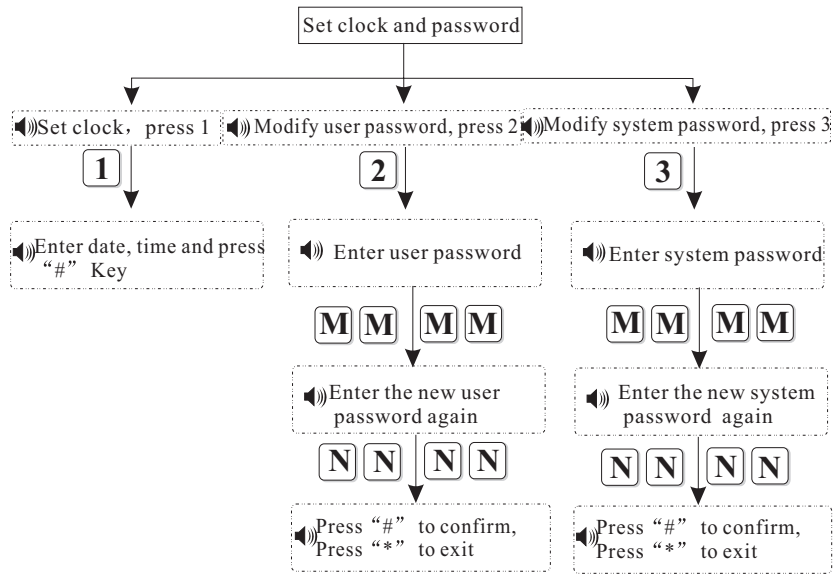 Set clock and password
Set clock, press 1
Modify user password, press 2
Modify system password, press 3
1
2
3
Enter date, time and press
“#” Key
Enter user password
Enter system password
M M M M
M M M M
Enter the new user
password again
Enter the new system
password again
N N N N
N N N N
Press “#” to confirm,
Press “*” to exit
Press “#” to confirm,
Press “*” to exit